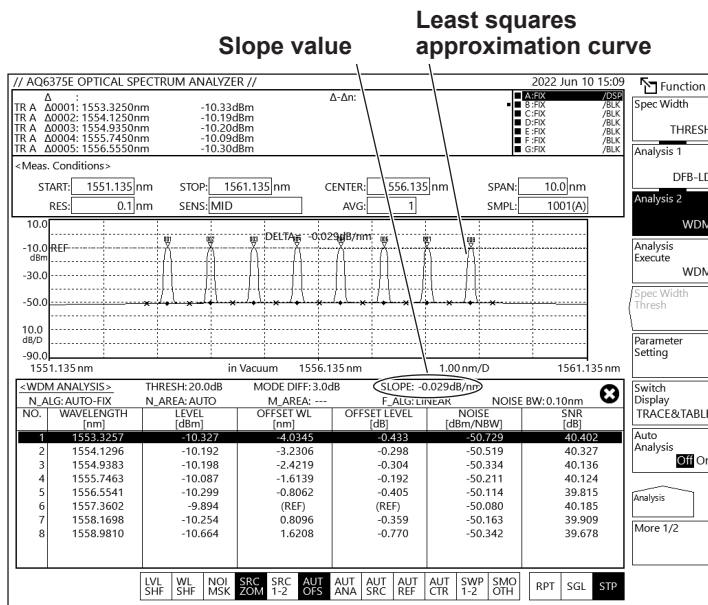 Least squares
Slope value approximation curve
// AQ6375E OPTICAL SPECTRUM ANALYZER // 2022 Jun 10 15:09
Δ : Δ-Δn:
TR A Δ0001: 1553.3250nm -10.33dBm
TR A Δ0002: 1554.1250nm -10.19dBm
TR A Δ0003: 1554.9350nm -10.20dBm
TR A Δ0004: 1555.7450nm -10.09dBm
TR A Δ0005: 1556.5550nm -10.30dBm
A:FIX /DSP
B:FIX /BLK
C:FIX /BLK
D:FIX /BLK
E:FIX /BLK
F:FIX /BLK
G:FIX /BLK
<Meas. Conditions>
START: 1551.135 nm STOP: 1561.135 nm CENTER: 556.135 nm SPAN: 10.0 nm
RES: 0.1 nm SENS: MID AVG: 1 SMPL: 1001(A)
10.0
DELTA= -0.029dB/nm
-10.0 REF
dBm
-30.0
-50.0
10.0
dB/D
-90.0
1551.135 nm in Vacuum 1556.135 nm 1.00 nm/D 1561.135 nm
<WDM ANALYSIS> THRESH: 20.0dB MODE DIFF: 3.0dB SLOPE: -0.029dB/nm
N_ALG: AUTO-FIX N_AREA: AUTO M_AREA: --- F_ALG: LINEAR NOISE BW: 0.10nm
NO. WAVELENGTH LEVEL OFFSET WL OFFSET LEVEL NOISE SNR
[nm] [dBm] [nm] [dB] [dBm/NBW] [dB]
1 1553.3257 -10.327 -4.0345 -0.433 -50.729 40.402
2 1554.1296 -10.192 -3.2306 -0.298 -50.519 40.327
3 1554.9383 -10.198 -2.4219 -0.304 -50.334 40.136
4 1555.7463 -10.087 -1.6139 -0.192 -50.211 40.124
5 1556.5541 -10.299 -0.8062 -0.405 -50.114 39.815
6 1557.3602 -9.894 (REF) (REF) -50.080 40.185
7 1558.1698 -10.254 0.8096 -0.359 -50.163 39.909
8 1558.9810 -10.664 1.6208 -0.770 -50.342 39.678
LVL SHF WL SHF NOI MSK SRC ZOM SRC 1-2 AUT OFS AUT ANA AUT SRC AUT REF AUT CTR SWP 1-2 SMO OTH RPT SGL STP
Function
Spec Width
THRESH
Analysis 1
DFB-LD
Analysis 2
WDM
Analysis
Execute
WDM
Spec Width
Thresh
Parameter
Setting
Switch
Display
TRACE&TABLE
Auto
Analysis
Off On
Analysis
More 1/2